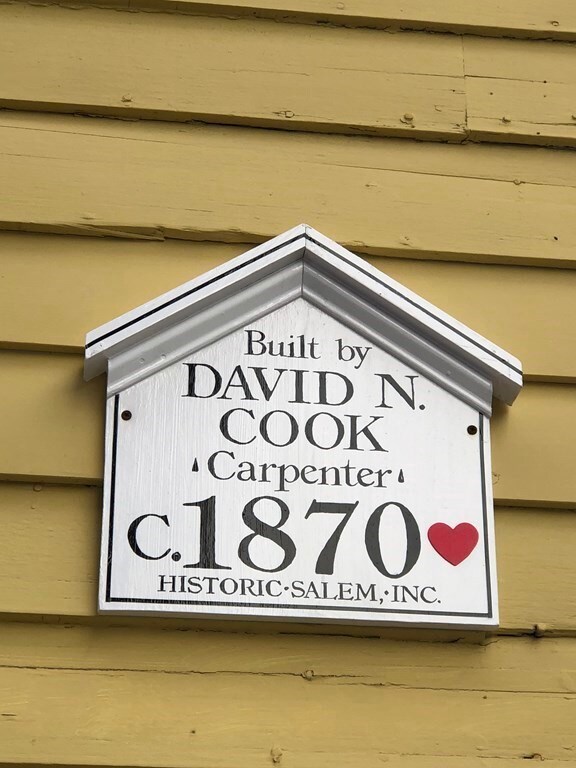 Built by
DAVID N.
COOK
Carpenter
C.1870
HISTORIC·SALEM,·INC.